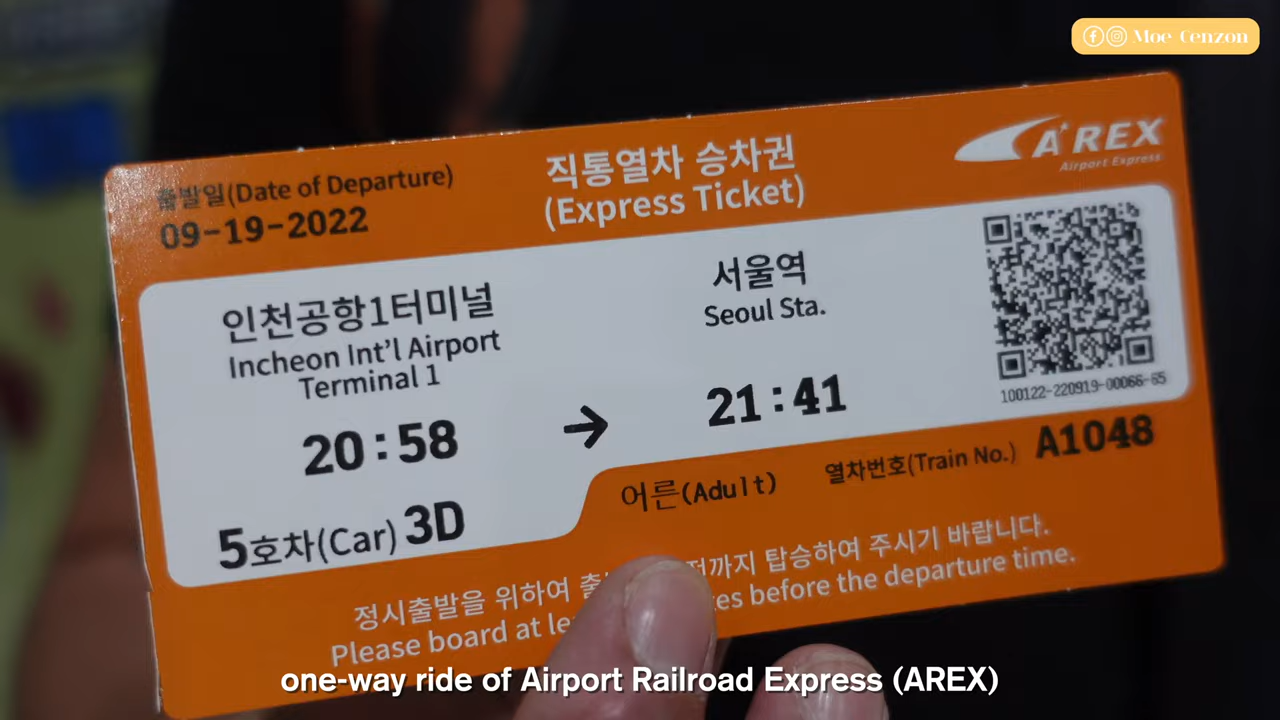 Moe Cenzon
출발일(Date of Departure)
09-19-2022
직통열차 승차권
(Express Ticket)
A'REX
Airport Express
인천공항1터미널
Incheon Int'l Airport
Terminal 1
20:58
→
서울역
Seoul Sta.
21:41
100122-220919-00066-65
5호차(Car) 3D
어른(Adult)
열차번호(Train No.) A1048
정시출발을 위하여 전까지 탑승하여 주시기 바랍니다.
Please board at before the departure time.
one-way ride of Airport Railroad Express (AREX)